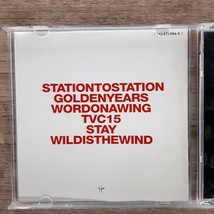 STATIONTOSTATION
GOLDENYEARS
WORDONAWING
TVC15
STAY
WILDISTHEWIND